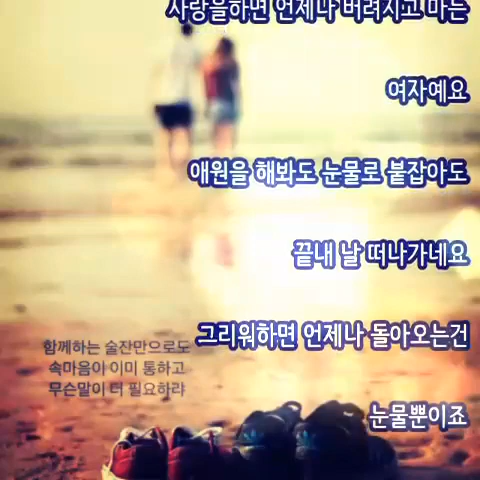 사랑을하면 언제나 버려지고 마는
여자예요
애원을 해봐도 눈물로 붙잡아도
끝내 날 떠나가네요
그리워하면 언제나 돌아오는건
눈물뿐이죠
함께하는 술잔만으로도
속마음이 이미 통하고
무슨말이 더 필요하랴